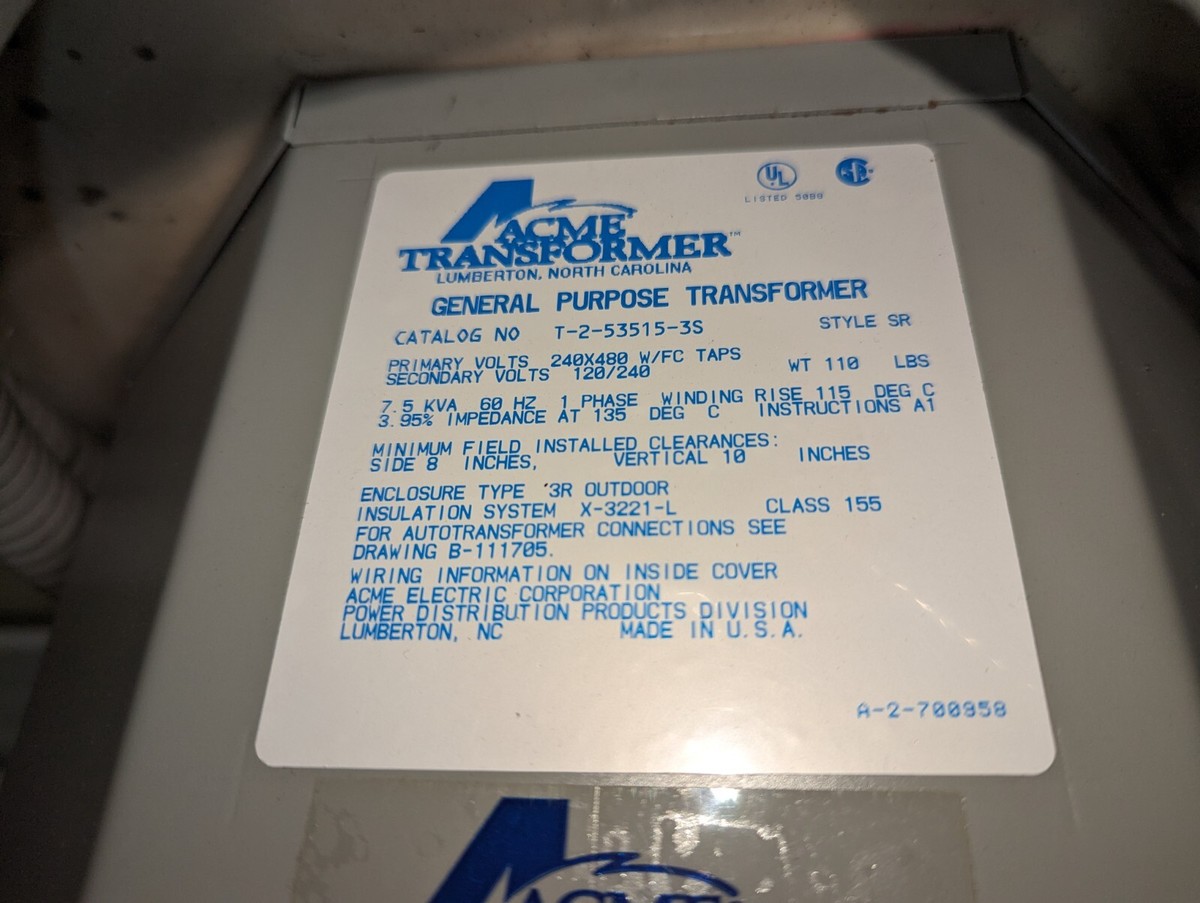 UL
LISTED 50BG
SA
ACME
TRANSFORMER™
LUMBERTON, NORTH CAROLINA
GENERAL PURPOSE TRANSFORMER
CATALOG NO T-2-53515-3S STYLE SR
PRIMARY VOLTS 240X480 W/FC TAPS WT 110 LBS
SECONDARY VOLTS 120/240
7.5 KVA 60 HZ 1 PHASE WINDING RISE 115 DEG C
3.95% IMPEDANCE AT 135 DEG C INSTRUCTIONS A1
MINIMUM FIELD INSTALLED CLEARANCES:
SIDE 8 INCHES, VERTICAL 10 INCHES
ENCLOSURE TYPE 3R OUTDOOR
INSULATION SYSTEM X-3221-L CLASS 155
FOR AUTOTRANSFORMER CONNECTIONS SEE
DRAWING B-111705.
WIRING INFORMATION ON INSIDE COVER
ACME ELECTRIC CORPORATION
POWER DISTRIBUTION PRODUCTS DIVISION
LUMBERTON, NC MADE IN U.S.A.
A-2-700958
ACME